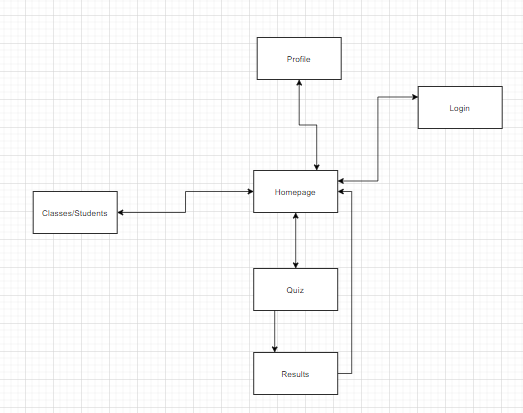 Profile
Login
Homepage
Classes/Students
Quiz
Results